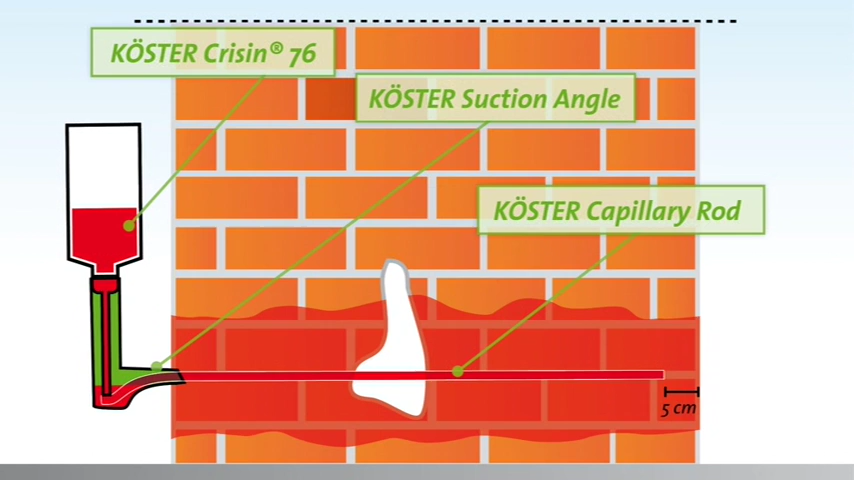 KÖSTER Crisin® 76
KÖSTER Suction Angle
KÖSTER Capillary Rod
5 cm